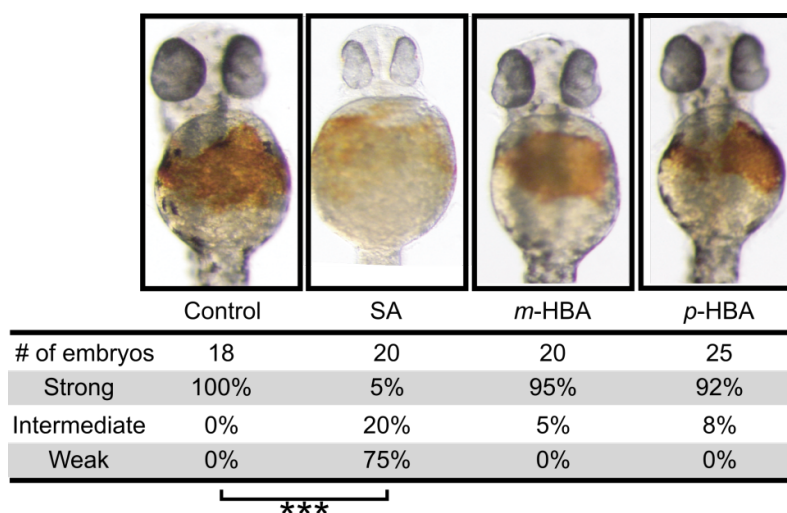 Control SA m-HBA p-HBA
# of embryos 18 20 20 25
Strong 100% 5% 95% 92%
Intermediate 0% 20% 5% 8%
Weak 0% 75% 0% 0%
***